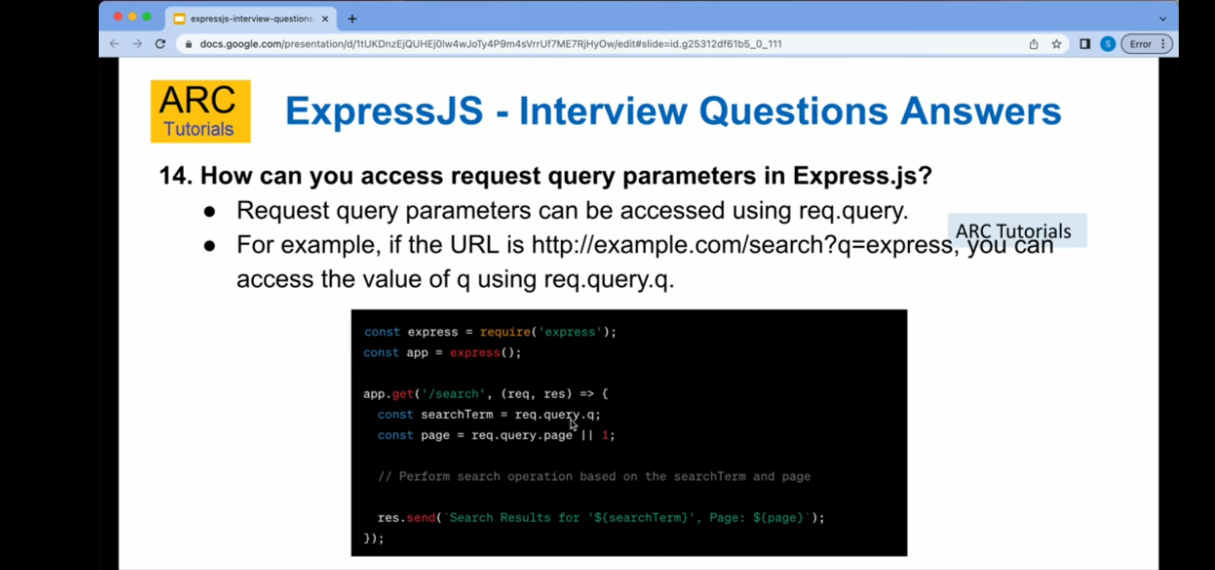 expressjs-interview-questions
docs.google.com/presentation/d/1tUKDnzEjQUHEj0lw4wJoTy4P9m4sVrrUf7ME7RjHyOw/edit#slide=id.g25312df61b5_0_111
S
Error
ARC
Tutorials
ExpressJS - Interview Questions Answers
14. How can you access request query parameters in Express.js?
● Request query parameters can be accessed using req.query.
ARC Tutorials
● For example, if the URL is http://example.com/search?q=express, you can
access the value of q using req.query.q.
const express = require('express');
const app = express();
app.get('/search', (req, res) => {
const searchTerm = req.query.q;
const page = req.query.page || 1;
// Perform search operation based on the searchTerm and page
res.send(`Search Results for '${searchTerm}', Page: ${page}`);
});